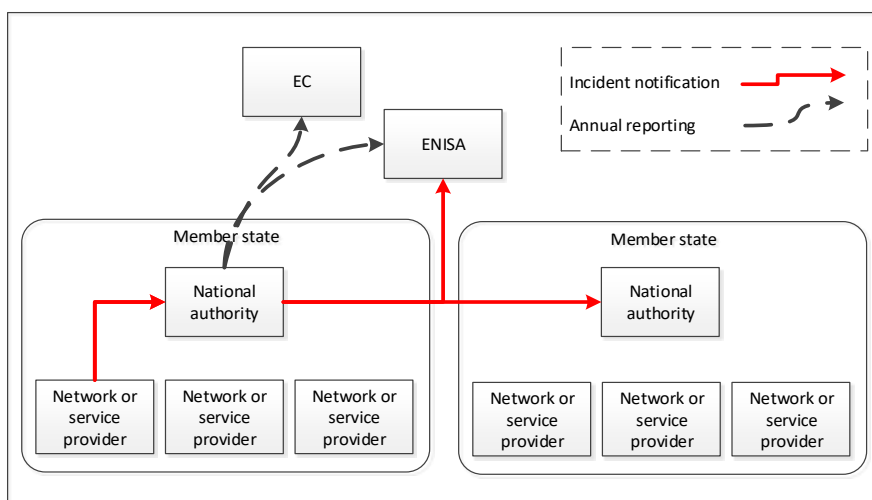 EC
Incident notification
Annual reporting
ENISA
Member state
National
authority
Network or
service
provider
Network or
service
provider
Network or
service
provider
Member state
National
authority
Network or
service
provider
Network or
service
provider
Network or
service
provider